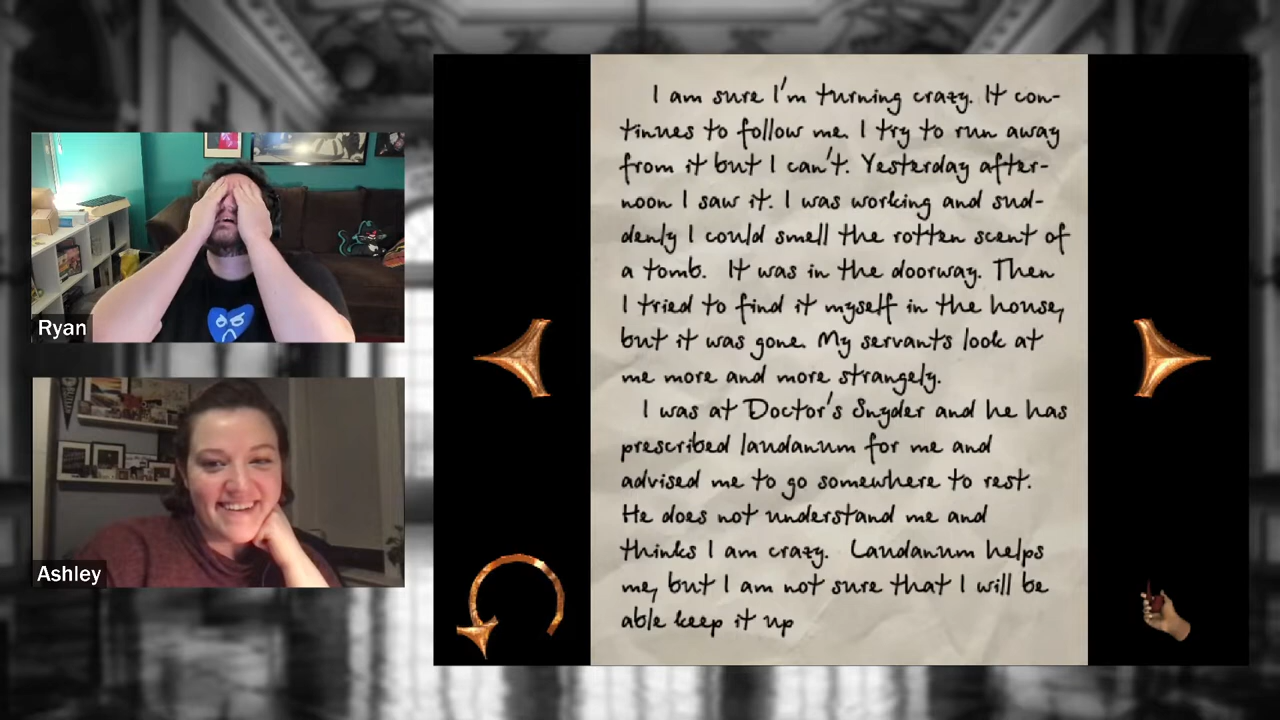 Ryan
Ashley
I am sure I'm turning crazy. It con-
tinues to follow me. I try to run away
from it but I can't. Yesterday after-
noon I saw it. I was working and sud-
denly I could smell the rotten scent of
a tomb. It was in the doorway. Then
I tried to find it myself in the house,
but it was gone. My servants look at
me more and more strangely.
I was at Doctor's Snyder and he has
prescribed laudanum for me and
advised me to go somewhere to rest.
He does not understand me and
thinks I am crazy. Laudanum helps
me, but I am not sure that I will be
able keep it up